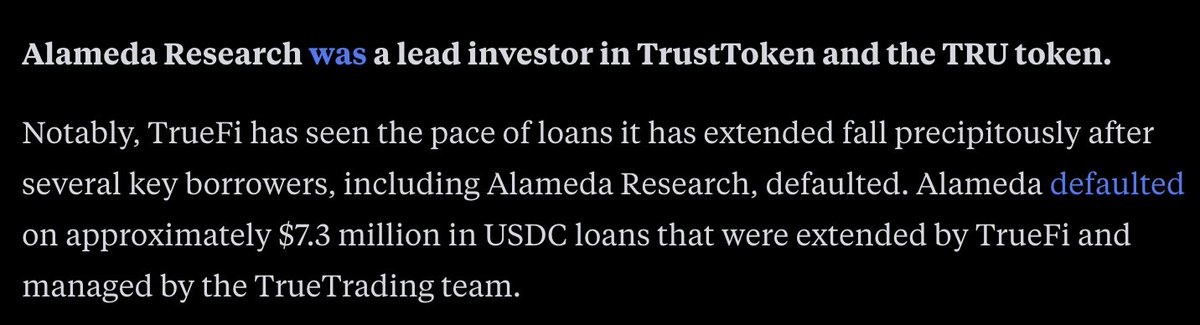 Alameda Research was a lead investor in TrustToken and the TRU token.
Notably, TrueFi has seen the pace of loans it has extended fall precipitously after
several key borrowers, including Alameda Research, defaulted. Alameda defaulted
on approximately $7.3 million in USDC loans that were extended by TrueFi and
managed by the TrueTrading team.